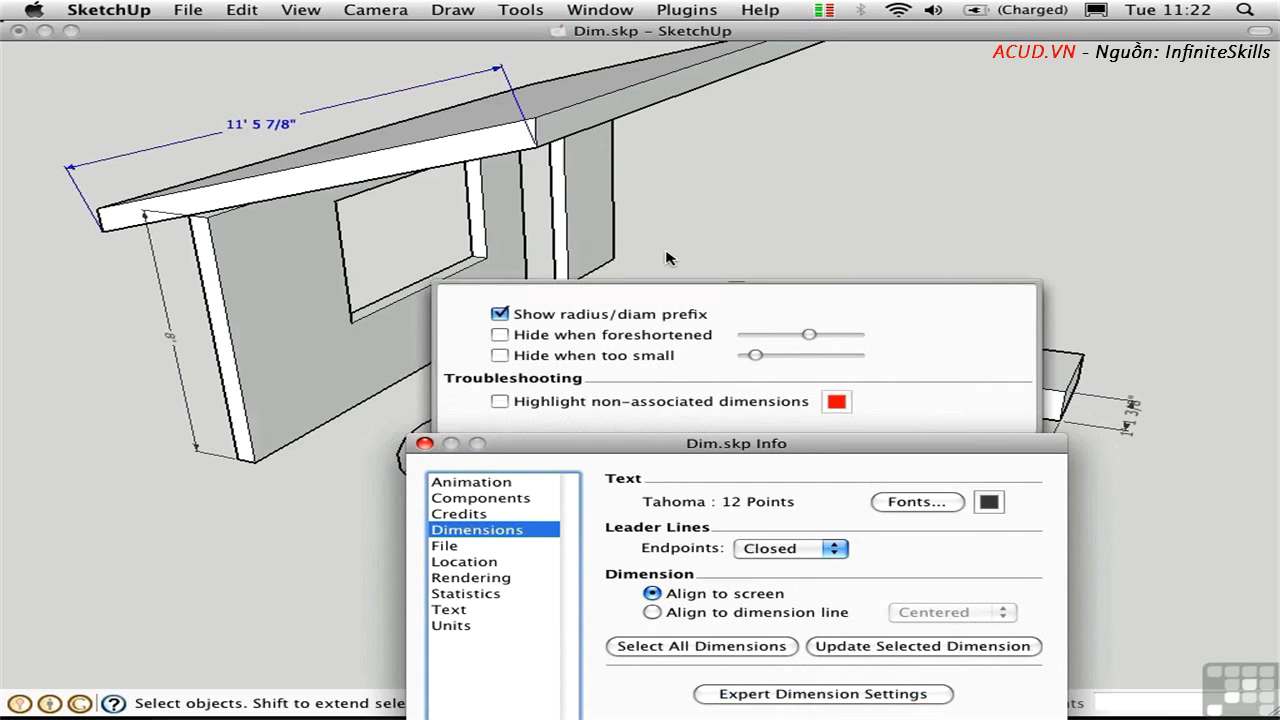 SketchUp File Edit View Camera Draw Tools Window Plugins Help (Charged) Tue 11:22
Dim.skp – SketchUp
ACUD.VN - Nguồn: InfiniteSkills
11' 5 7/8"
8'
Show radius/diam prefix
Hide when foreshortened
Hide when too small
Troubleshooting
Highlight non-associated dimensions
1' 1 3/8"
Dim.skp Info
Animation
Components
Credits
Dimensions
File
Location
Rendering
Statistics
Text
Units
Text
Tahoma : 12 Points Fonts...
Leader Lines
Endpoints: Closed
Dimension
Align to screen
Align to dimension line Centered
Select All Dimensions Update Selected Dimension
Expert Dimension Settings
Select objects. Shift to extend sele